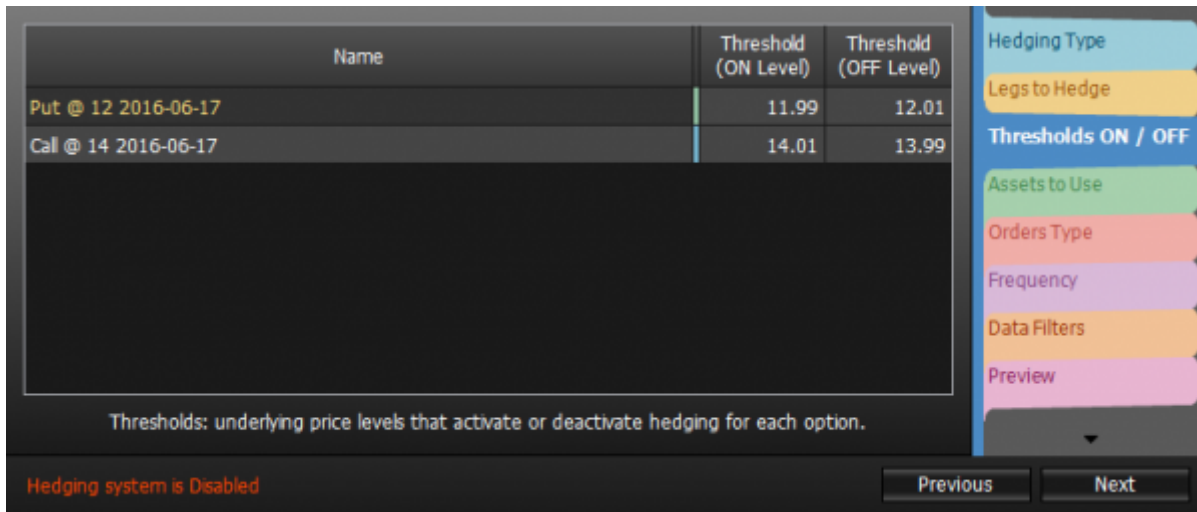 Name Threshold (ON Level) Threshold (OFF Level)
Put @ 12 2016-06-17 11.99 12.01
Call @ 14 2016-06-17 14.01 13.99
Thresholds: underlying price levels that activate or deactivate hedging for each option.
Hedging Type
Legs to Hedge
Thresholds ON / OFF
Assets to Use
Orders Type
Frequency
Data Filters
Preview
Hedging system is Disabled
Previous Next